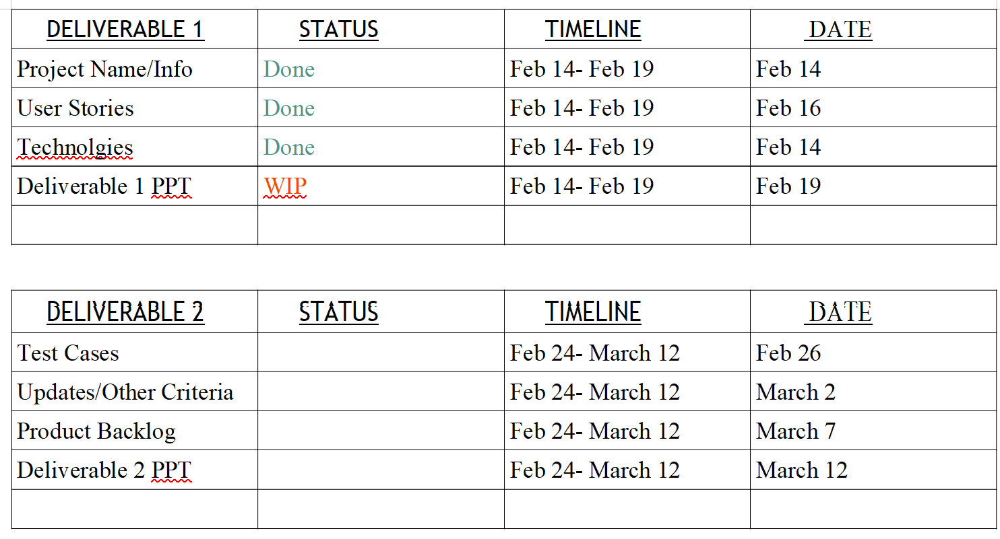 DELIVERABLE 1 STATUS TIMELINE DATE
Project Name/Info Done Feb 14- Feb 19 Feb 14
User Stories Done Feb 14- Feb 19 Feb 16
Technolgies Done Feb 14- Feb 19 Feb 14
Deliverable 1 PPT WIP Feb 14- Feb 19 Feb 19
DELIVERABLE 2 STATUS TIMELINE DATE
Test Cases Feb 24- March 12 Feb 26
Updates/Other Criteria Feb 24- March 12 March 2
Product Backlog Feb 24- March 12 March 7
Deliverable 2 PPT Feb 24- March 12 March 12